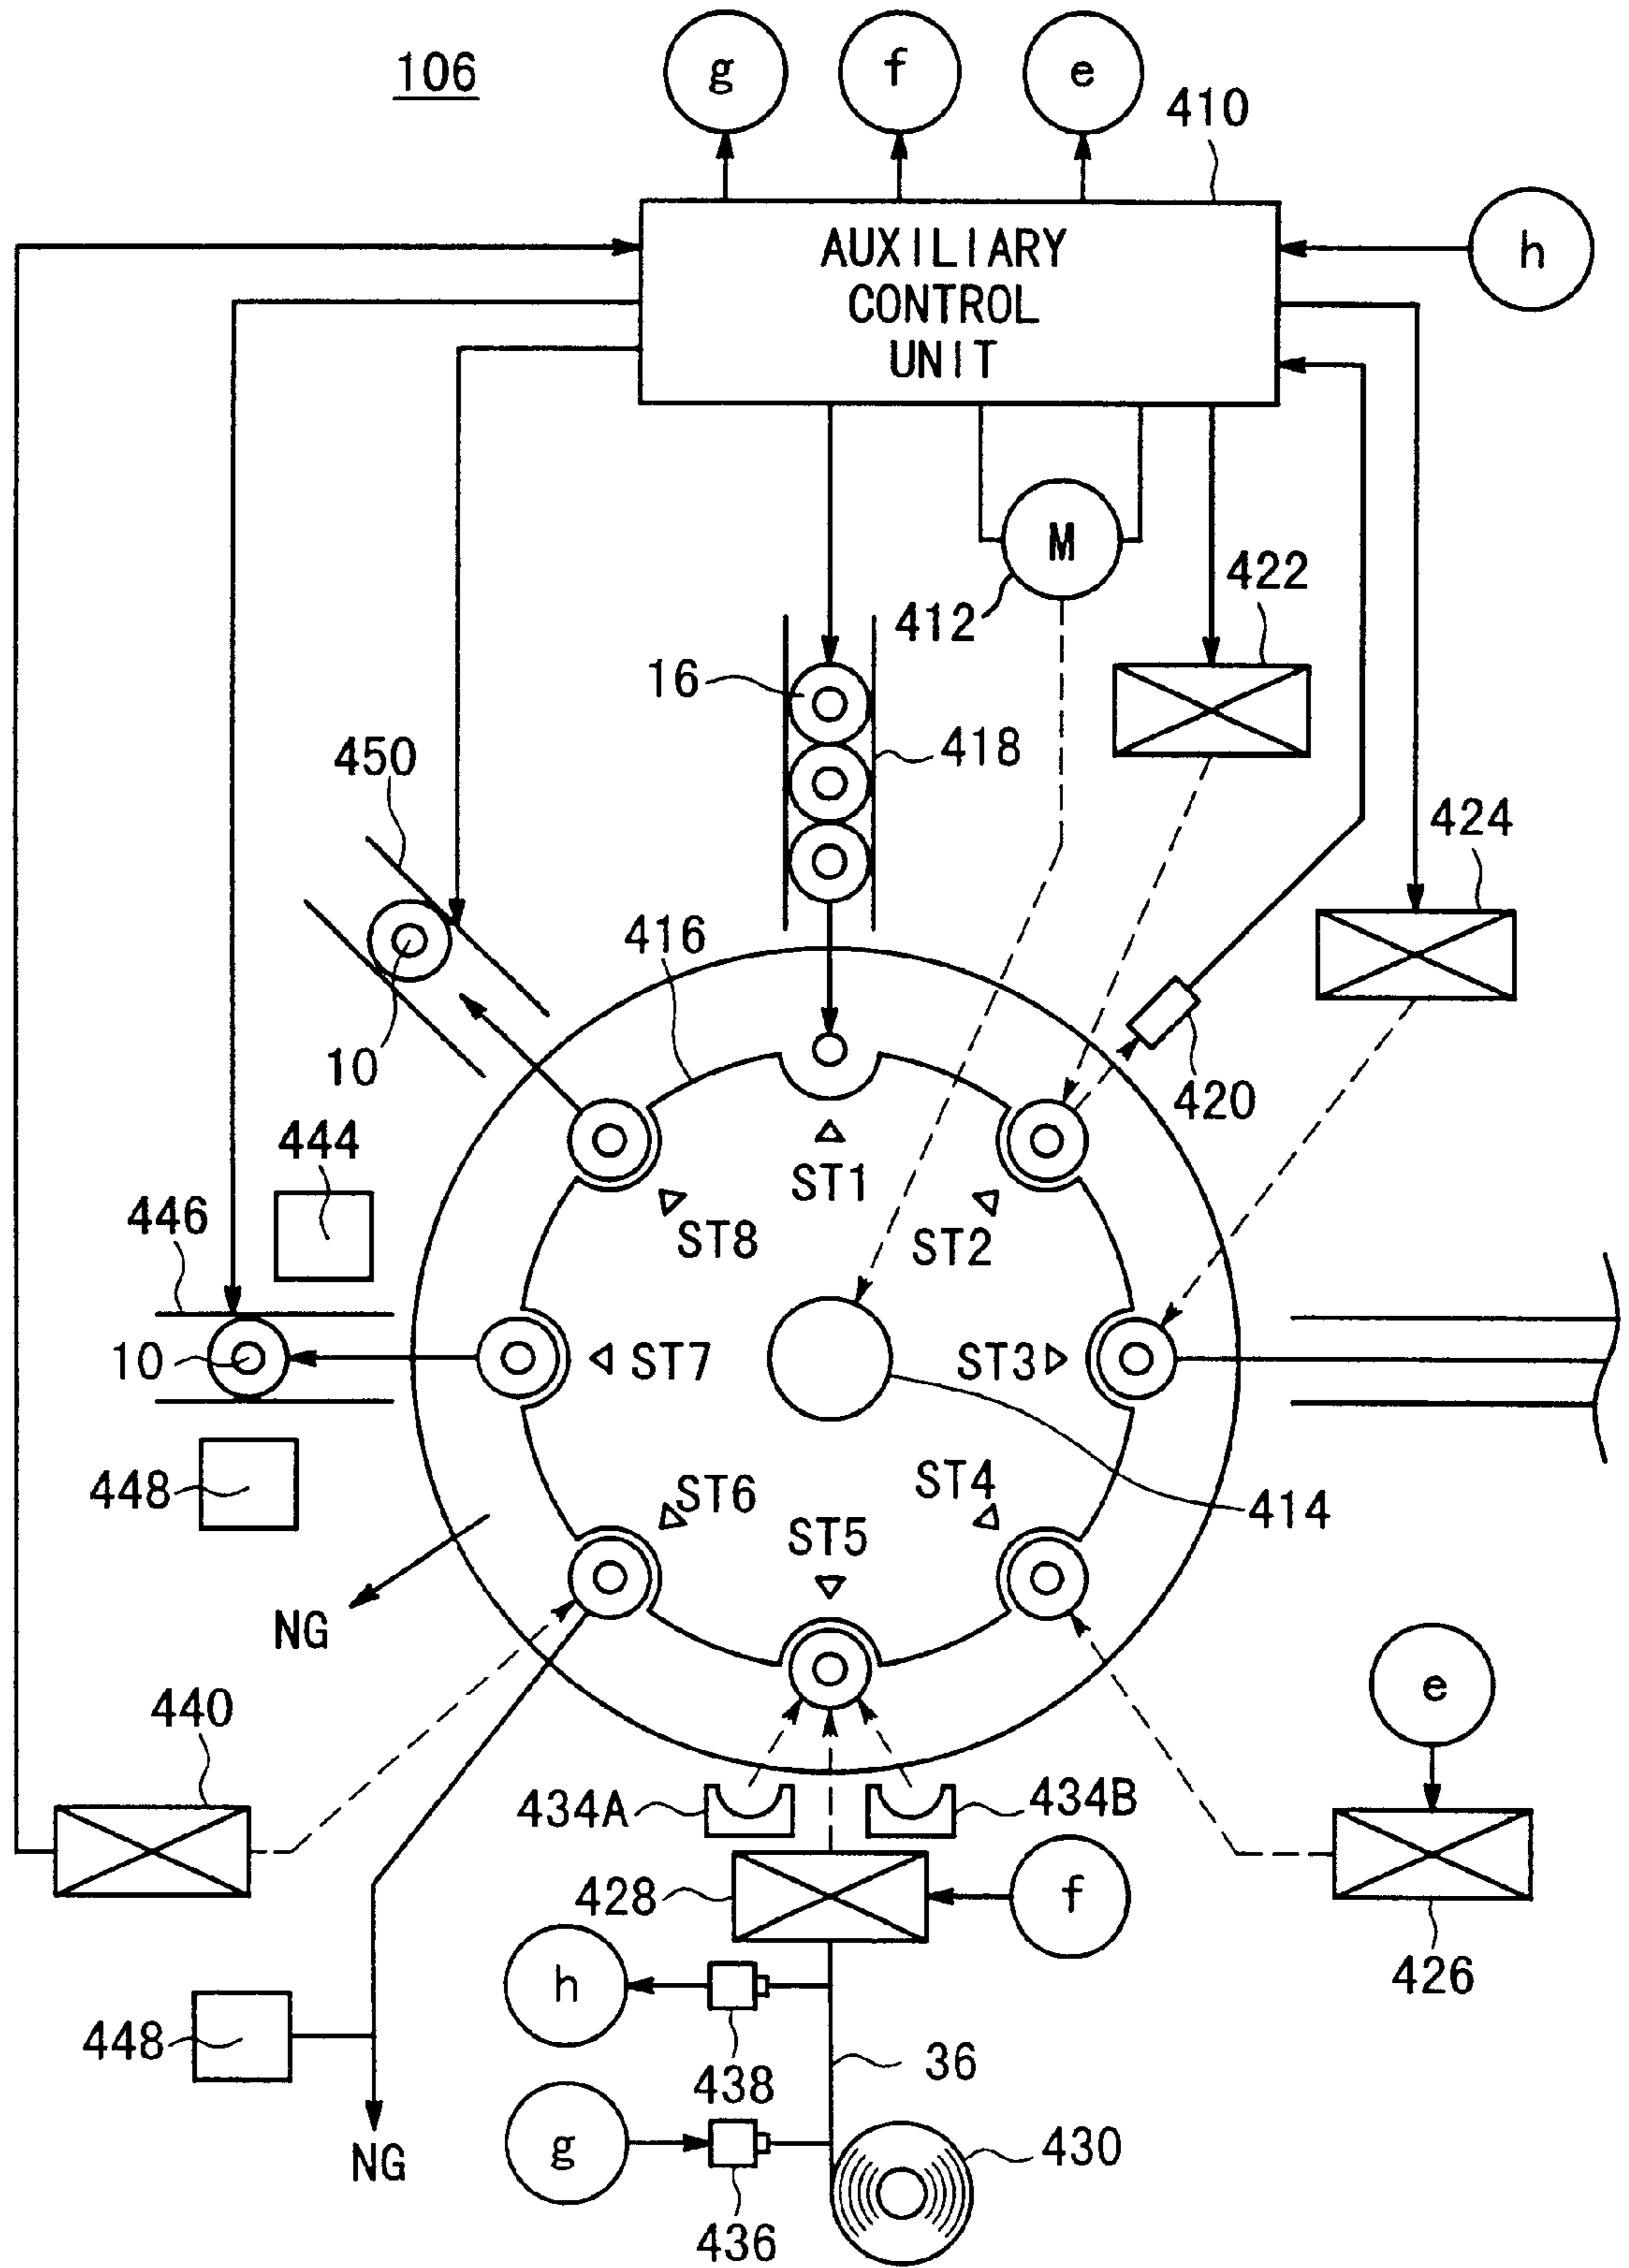 106
g
f
e
410
AUXILIARY
CONTROL
UNIT
h
M
412
422
16
418
424
450
416
10
420
444
ST1
446
ST8
ST2
10
ST7
ST3
448
ST6
ST4
ST5
414
NG
e
440
434A
434B
428
f
426
h
448
438
36
NG
g
430
436